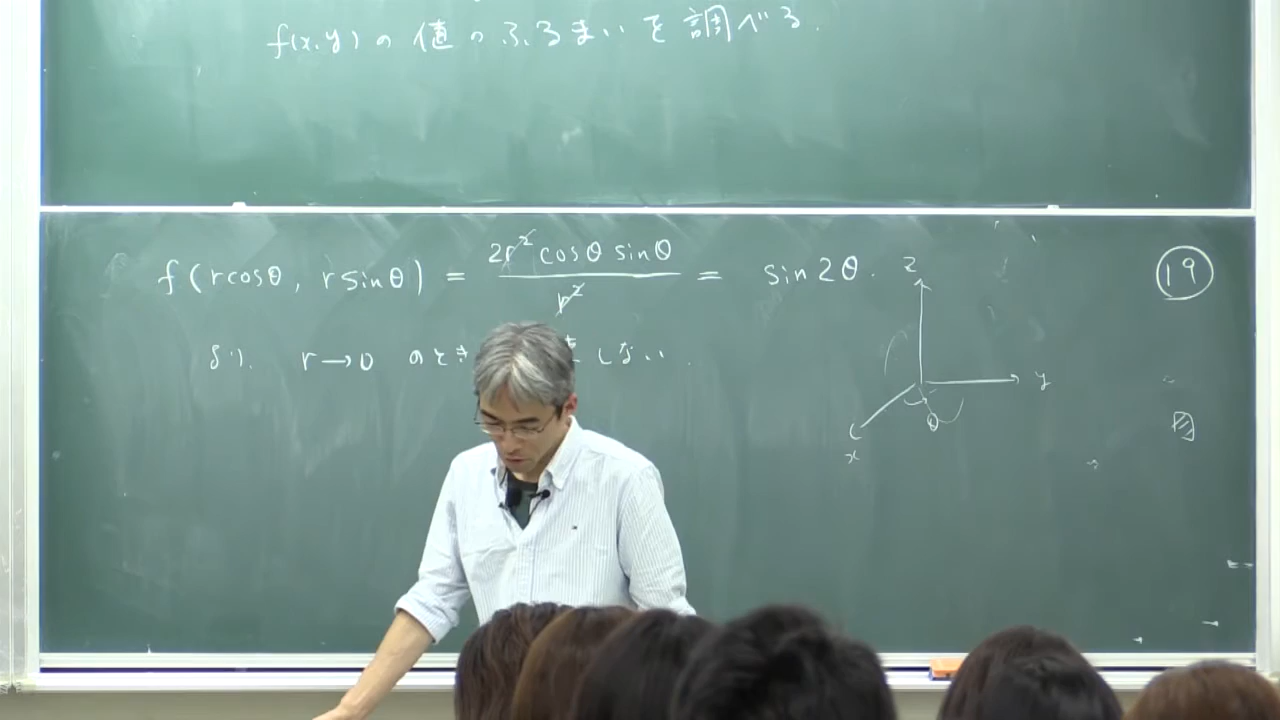 f(x,y) の値のふるまいを調べる.
f(rcosθ, rsinθ) = 2r²cosθ sinθ / r² = sin2θ.
より. r→0 のとき しない.
19
z
y
θ
x